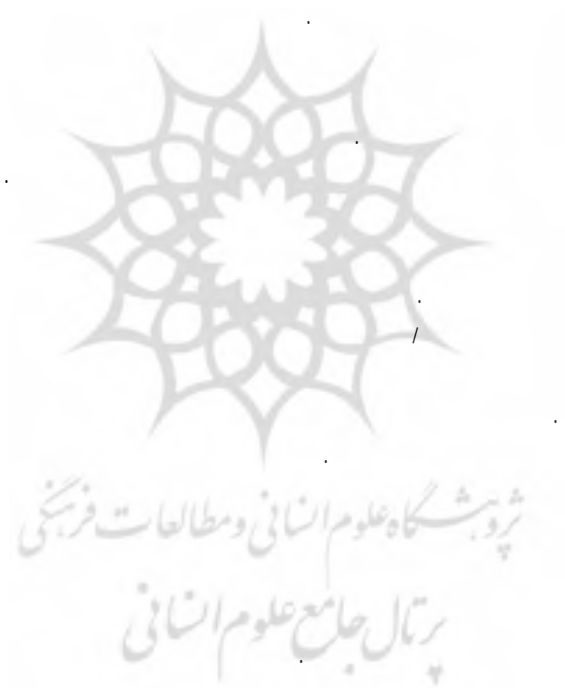 پژوهشگاه علوم انسانی و مطالعات فرهنگی
پرتال جامع علوم انسانی